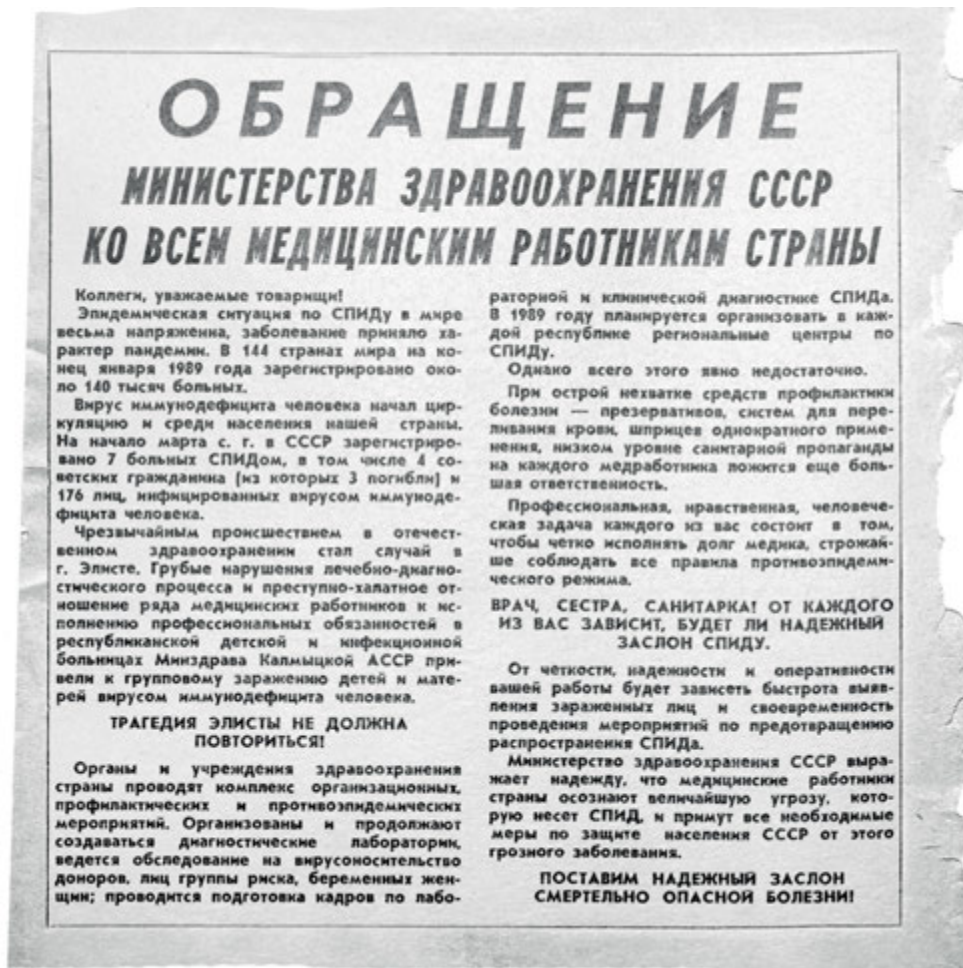 ОБРАЩЕНИЕ
МИНИСТЕРСТВА ЗДРАВООХРАНЕНИЯ СССР
КО ВСЕМ МЕДИЦИНСКИМ РАБОТНИКАМ СТРАНЫ
Коллеги, уважаемые товарищи!
Эпидемическая ситуация по СПИДу в мире
весьма напряженна, заболевание приняло ха-
рактер пандемии. В 144 странах мира на ко-
нец января 1989 года зарегистрировано око-
ло 140 тысяч больных.
Вирус иммунодефицита человека начал цир-
куляцию и среди населения нашей страны.
На начало марта с. г. в СССР зарегистриро-
вано 7 больных СПИДом, в том числе 4 со-
ветских гражданина (из которых 3 погибли) и
176 лиц, инфицированных вирусом иммуноде-
фицита человека.
Чрезвычайным происшествием в отечест-
венном здравоохранении стал случай в
г. Элисте. Грубые нарушения лечебно-диагно-
стического процесса и преступно-халатное от-
ношение ряда медицинских работников к ис-
полнению профессиональных обязанностей в
республиканской детской и инфекционной
больницах Минздрава Калмыцкой АССР при-
вели к групповому заражению детей и мате-
рей вирусом иммунодефицита человека.
ТРАГЕДИЯ ЭЛИСТЫ НЕ ДОЛЖНА
ПОВТОРИТЬСЯ!
Органы и учреждения здравоохранения
страны проводят комплекс организационных,
профилактических и противоэпидемических
мероприятий. Организованы и продолжают
создаваться диагностические лаборатории,
ведется обследование на вирусоносительство
доноров, лиц группы риска, беременных жен-
щин; проводится подготовка кадров по лабо-
раторной и клинической диагностике СПИДа.
В 1989 году планируется организовать в каж-
дой республике региональные центры по
СПИДу.
Однако всего этого явно недостаточно.
При острой нехватке средств профилактики
болезни — презервативов, систем для пере-
ливания крови, шприцев однократного приме-
нения, низком уровне санитарной пропаганды
на каждого медработника ложится еще боль-
шая ответственность.
Профессиональная, нравственная, человече-
ская задача каждого из вас состоит в том,
чтобы четко исполнять долг медика, строжай-
ше соблюдать все правила противоэпидеми-
ческого режима.
ВРАЧ, СЕСТРА, САНИТАРКА! ОТ КАЖДОГО
ИЗ ВАС ЗАВИСИТ, БУДЕТ ЛИ НАДЕЖНЫЙ
ЗАСЛОН СПИДУ.
От четкости, надежности и оперативности
вашей работы будет зависеть быстрота выяв-
ления зараженных лиц и своевременность
проведения мероприятий по предотвращению
распространения СПИДа.
Министерство здравоохранения СССР выра-
жает надежду, что медицинские работники
страны осознают величайшую угрозу, кото-
рую несет СПИД, и примут все необходимые
меры по защите населения СССР от этого
грозного заболевания.
ПОСТАВИМ НАДЕЖНЫЙ ЗАСЛОН
СМЕРТЕЛЬНО ОПАСНОЙ БОЛЕЗНИ!